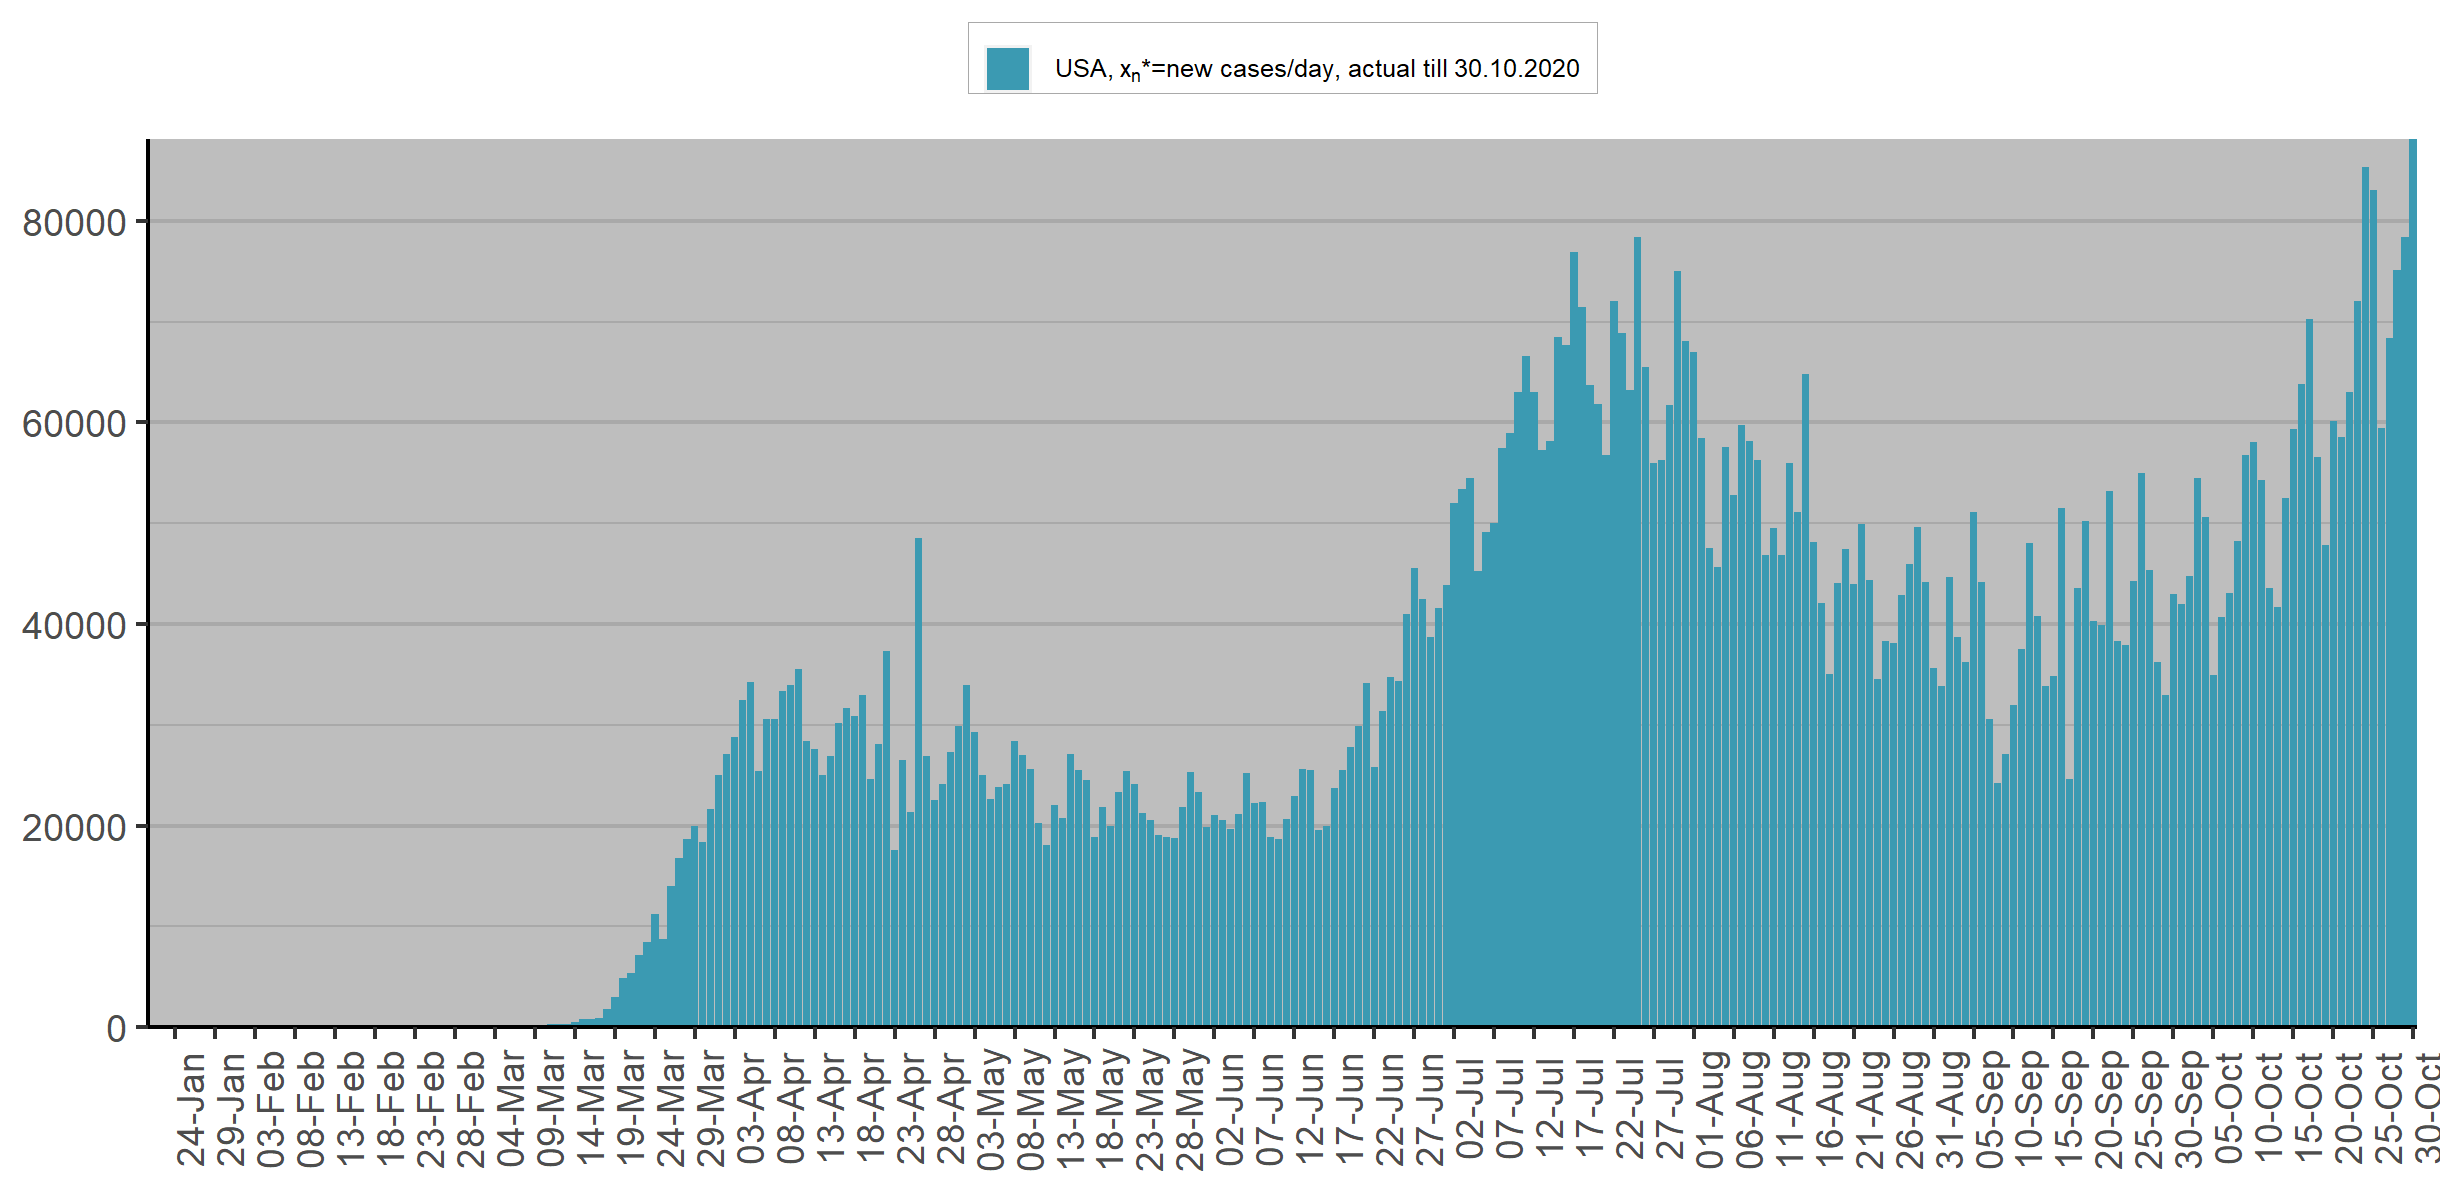 USA, xₙ*=new cases/day, actual till 30.10.2020
80000
60000
40000
20000
0
24-Jan
29-Jan
03-Feb
08-Feb
13-Feb
18-Feb
23-Feb
28-Feb
04-Mar
09-Mar
14-Mar
19-Mar
24-Mar
29-Mar
03-Apr
08-Apr
13-Apr
18-Apr
23-Apr
28-Apr
03-May
08-May
13-May
18-May
23-May
28-May
02-Jun
07-Jun
12-Jun
17-Jun
22-Jun
27-Jun
02-Jul
07-Jul
12-Jul
17-Jul
22-Jul
27-Jul
01-Aug
06-Aug
11-Aug
16-Aug
21-Aug
26-Aug
31-Aug
05-Sep
10-Sep
15-Sep
20-Sep
25-Sep
30-Sep
05-Oct
10-Oct
15-Oct
20-Oct
25-Oct
30-Oct